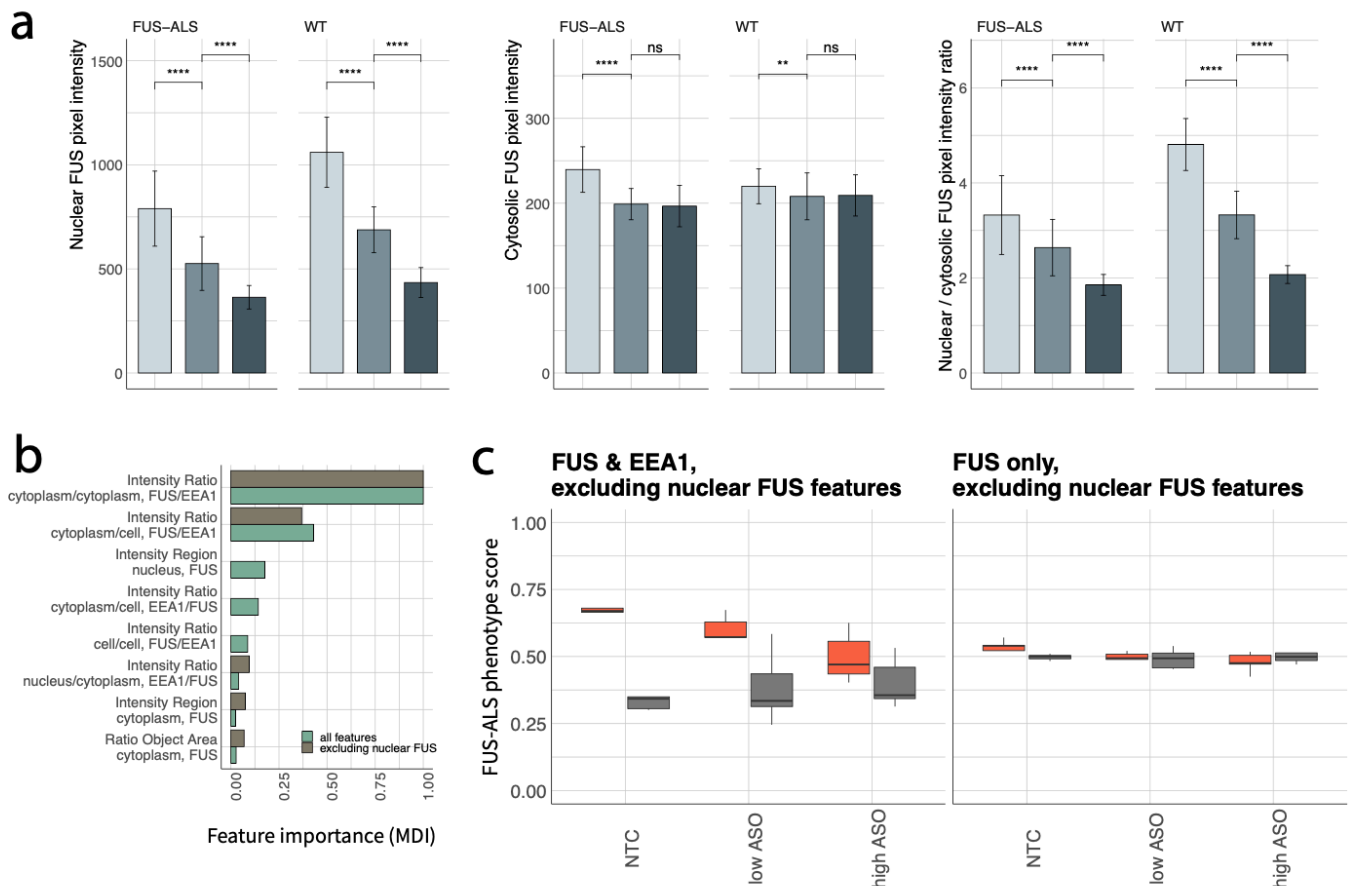 a
FUS–ALS
WT
Nuclear FUS pixel intensity
1500
1000
500
0
****
****
****
****
FUS–ALS
WT
Cytosolic FUS pixel intensity
300
200
100
0
****
ns
**
ns
FUS–ALS
WT
Nuclear / cytosolic FUS pixel intensity ratio
6
4
2
0
****
****
****
****
b
Intensity Ratio
cytoplasm/cytoplasm, FUS/EEA1
Intensity Ratio
cytoplasm/cell, FUS/EEA1
Intensity Region
nucleus, FUS
Intensity Ratio
cytoplasm/cell, EEA1/FUS
Intensity Ratio
cell/cell, FUS/EEA1
Intensity Ratio
nucleus/cytoplasm, EEA1/FUS
Intensity Region
cytoplasm, FUS
Ratio Object Area
cytoplasm, FUS
all features
excluding nuclear FUS
0.00
0.25
0.50
0.75
1.00
Feature importance (MDI)
c
FUS & EEA1,
excluding nuclear FUS features
FUS only,
excluding nuclear FUS features
FUS-ALS phenotype score
1.00
0.75
0.50
0.25
0.00
NTC
low ASO
high ASO
NTC
low ASO
high ASO